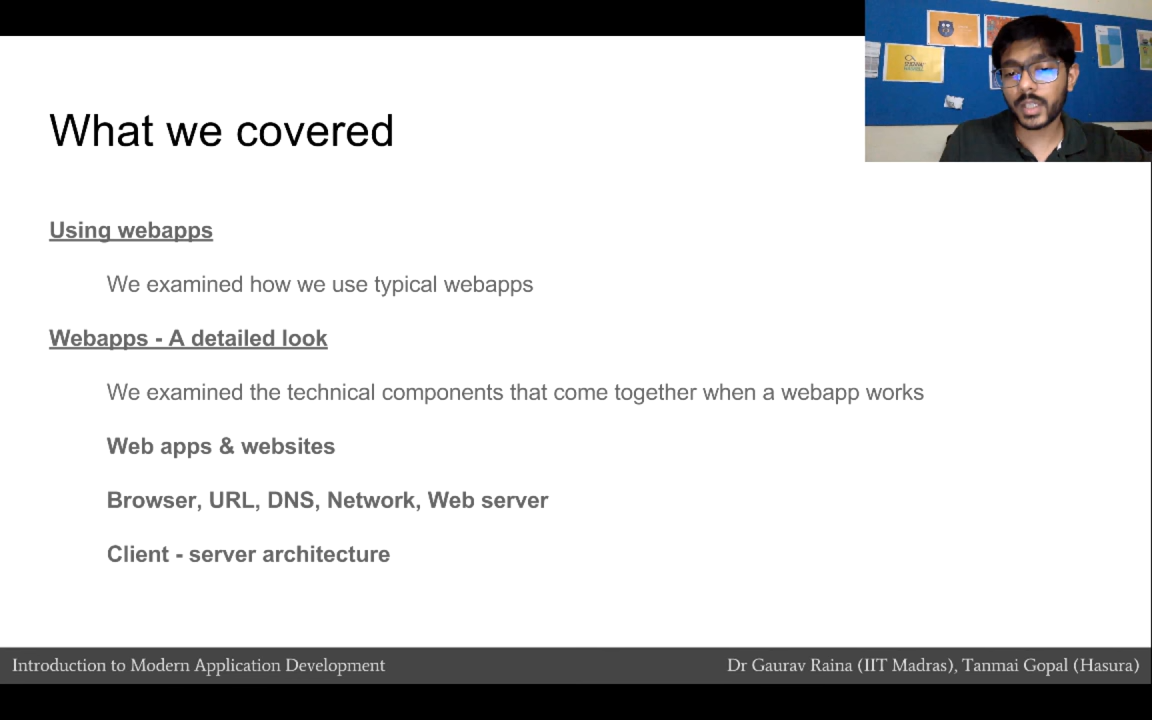 What we covered
Using webapps
We examined how we use typical webapps
Webapps - A detailed look
We examined the technical components that come together when a webapp works
Web apps & websites
Browser, URL, DNS, Network, Web server
Client - server architecture
Introduction to Modern Application Development
Dr Gaurav Raina (IIT Madras), Tanmai Gopal (Hasura)